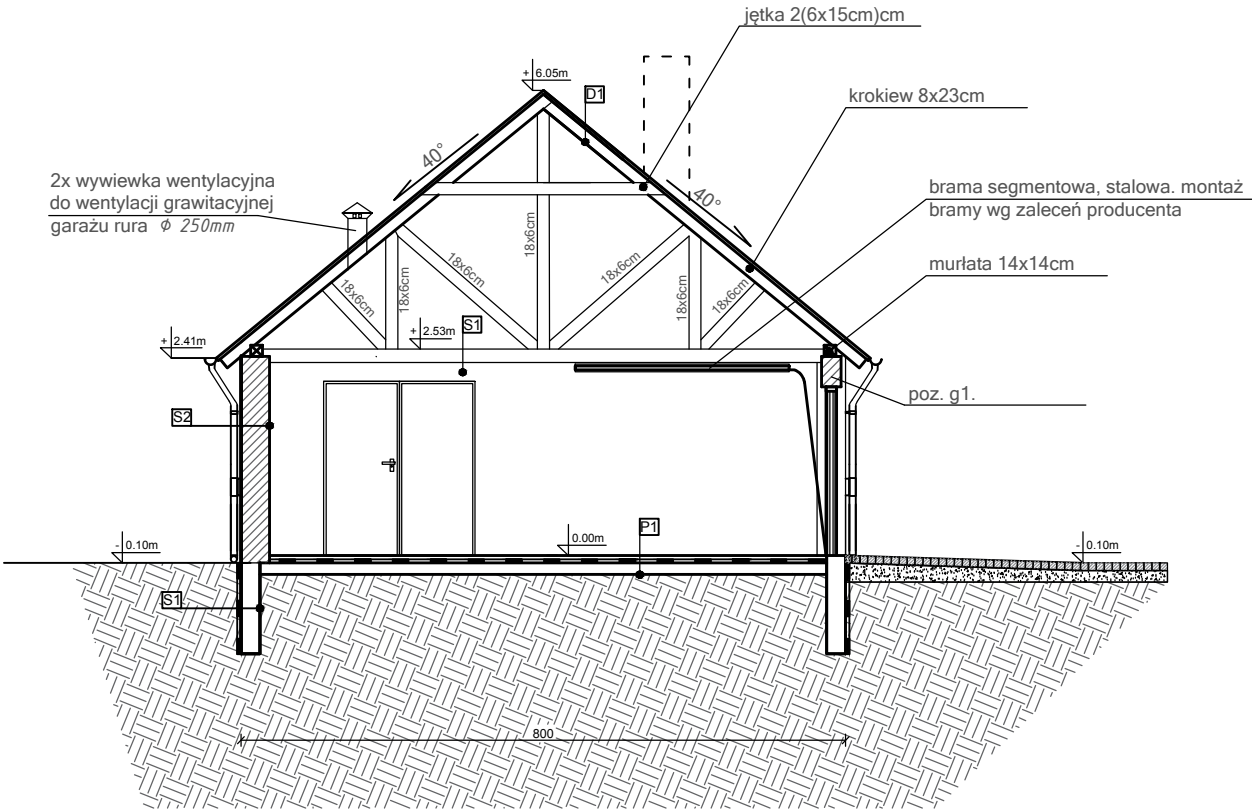 jętka 2(6x15cm)cm
+ 6.05m
D1
krokiew 8x23cm
40°
2x wywiewka wentylacyjna
do wentylacji grawitacyjnej
garażu rura Φ 250mm
40°
brama segmentowa, stalowa. montaż
bramy wg zaleceń producenta
18x6cm
18x6cm
18x6cm
18x6cm
18x6cm
18x6cm
18x6cm
murłata 14x14cm
+ 2.41m
+ 2.53m
S1
poz. g1.
S2
P1
- 0.10m
0.00m
- 0.10m
S1
800